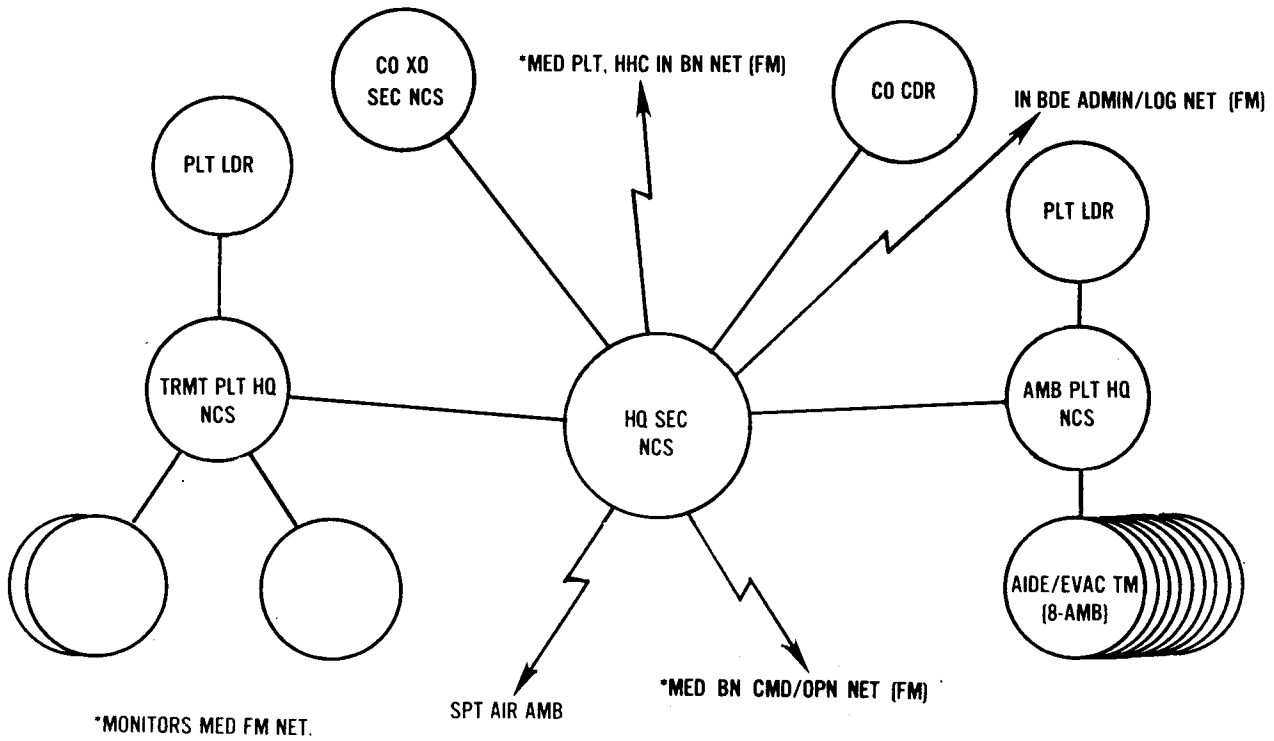 CO XO
SEC NCS
*MED PLT, HHC IN BN NET (FM)
CO CDR
IN BDE ADMIN/LOG NET (FM)
PLT LDR
PLT LDR
TRMT PLT HQ
NCS
HQ SEC
NCS
AMB PLT HQ
NCS
AIDE/EVAC TM
(8-AMB)
SPT AIR AMB
*MED BN CMD/OPN NET (FM)
*MONITORS MED FM NET.